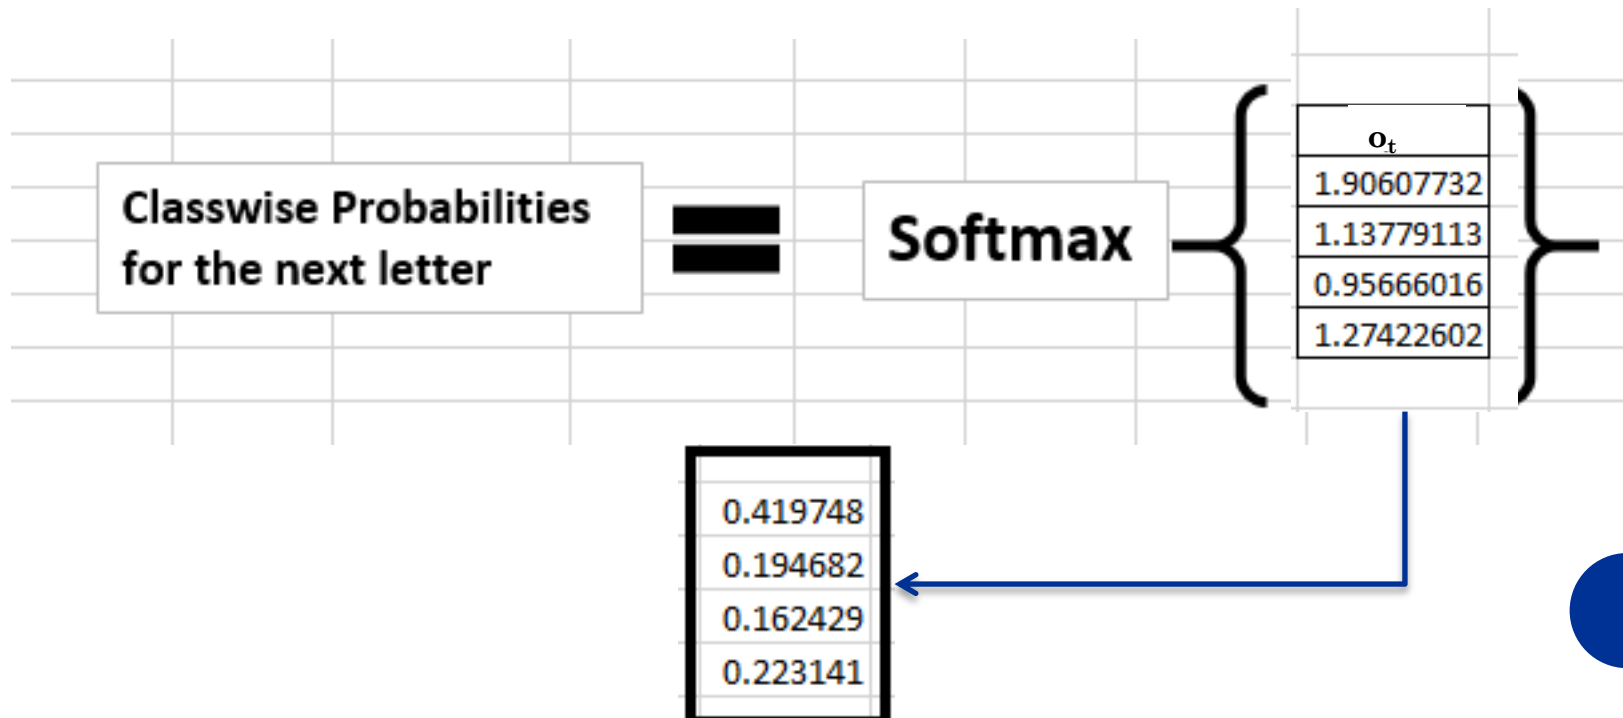 Classwise Probabilities
for the next letter
=
Softmax
{
o_t
1.90607732
1.13779113
0.95666016
1.27422602
}
0.419748
0.194682
0.162429
0.223141